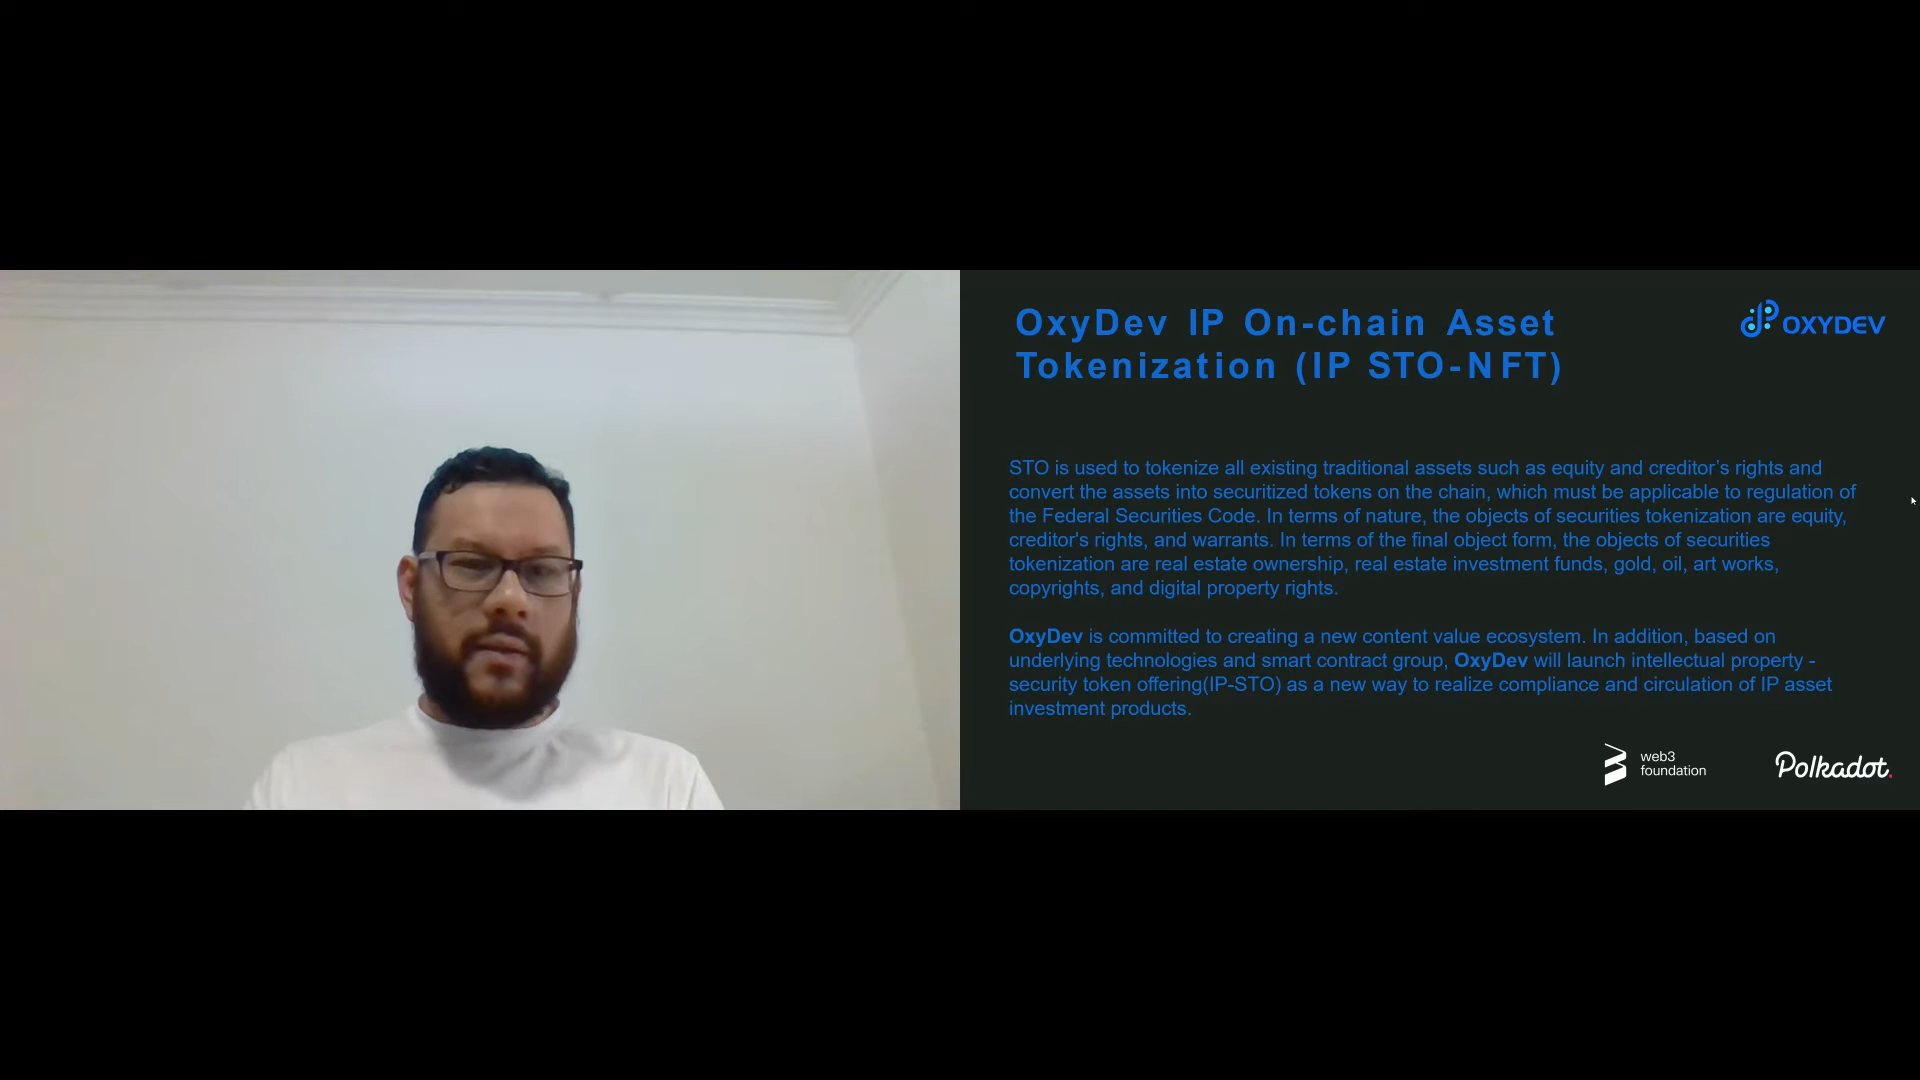 OxyDev IP On-chain Asset
Tokenization (IP STO-NFT)
OXYDEV
STO is used to tokenize all existing traditional assets such as equity and creditor’s rights and
convert the assets into securitized tokens on the chain, which must be applicable to regulation of
the Federal Securities Code. In terms of nature, the objects of securities tokenization are equity,
creditor's rights, and warrants. In terms of the final object form, the objects of securities
tokenization are real estate ownership, real estate investment funds, gold, oil, art works,
copyrights, and digital property rights.
OxyDev is committed to creating a new content value ecosystem. In addition, based on
underlying technologies and smart contract group, OxyDev will launch intellectual property -
security token offering(IP-STO) as a new way to realize compliance and circulation of IP asset
investment products.
web3
foundation
Polkadot.